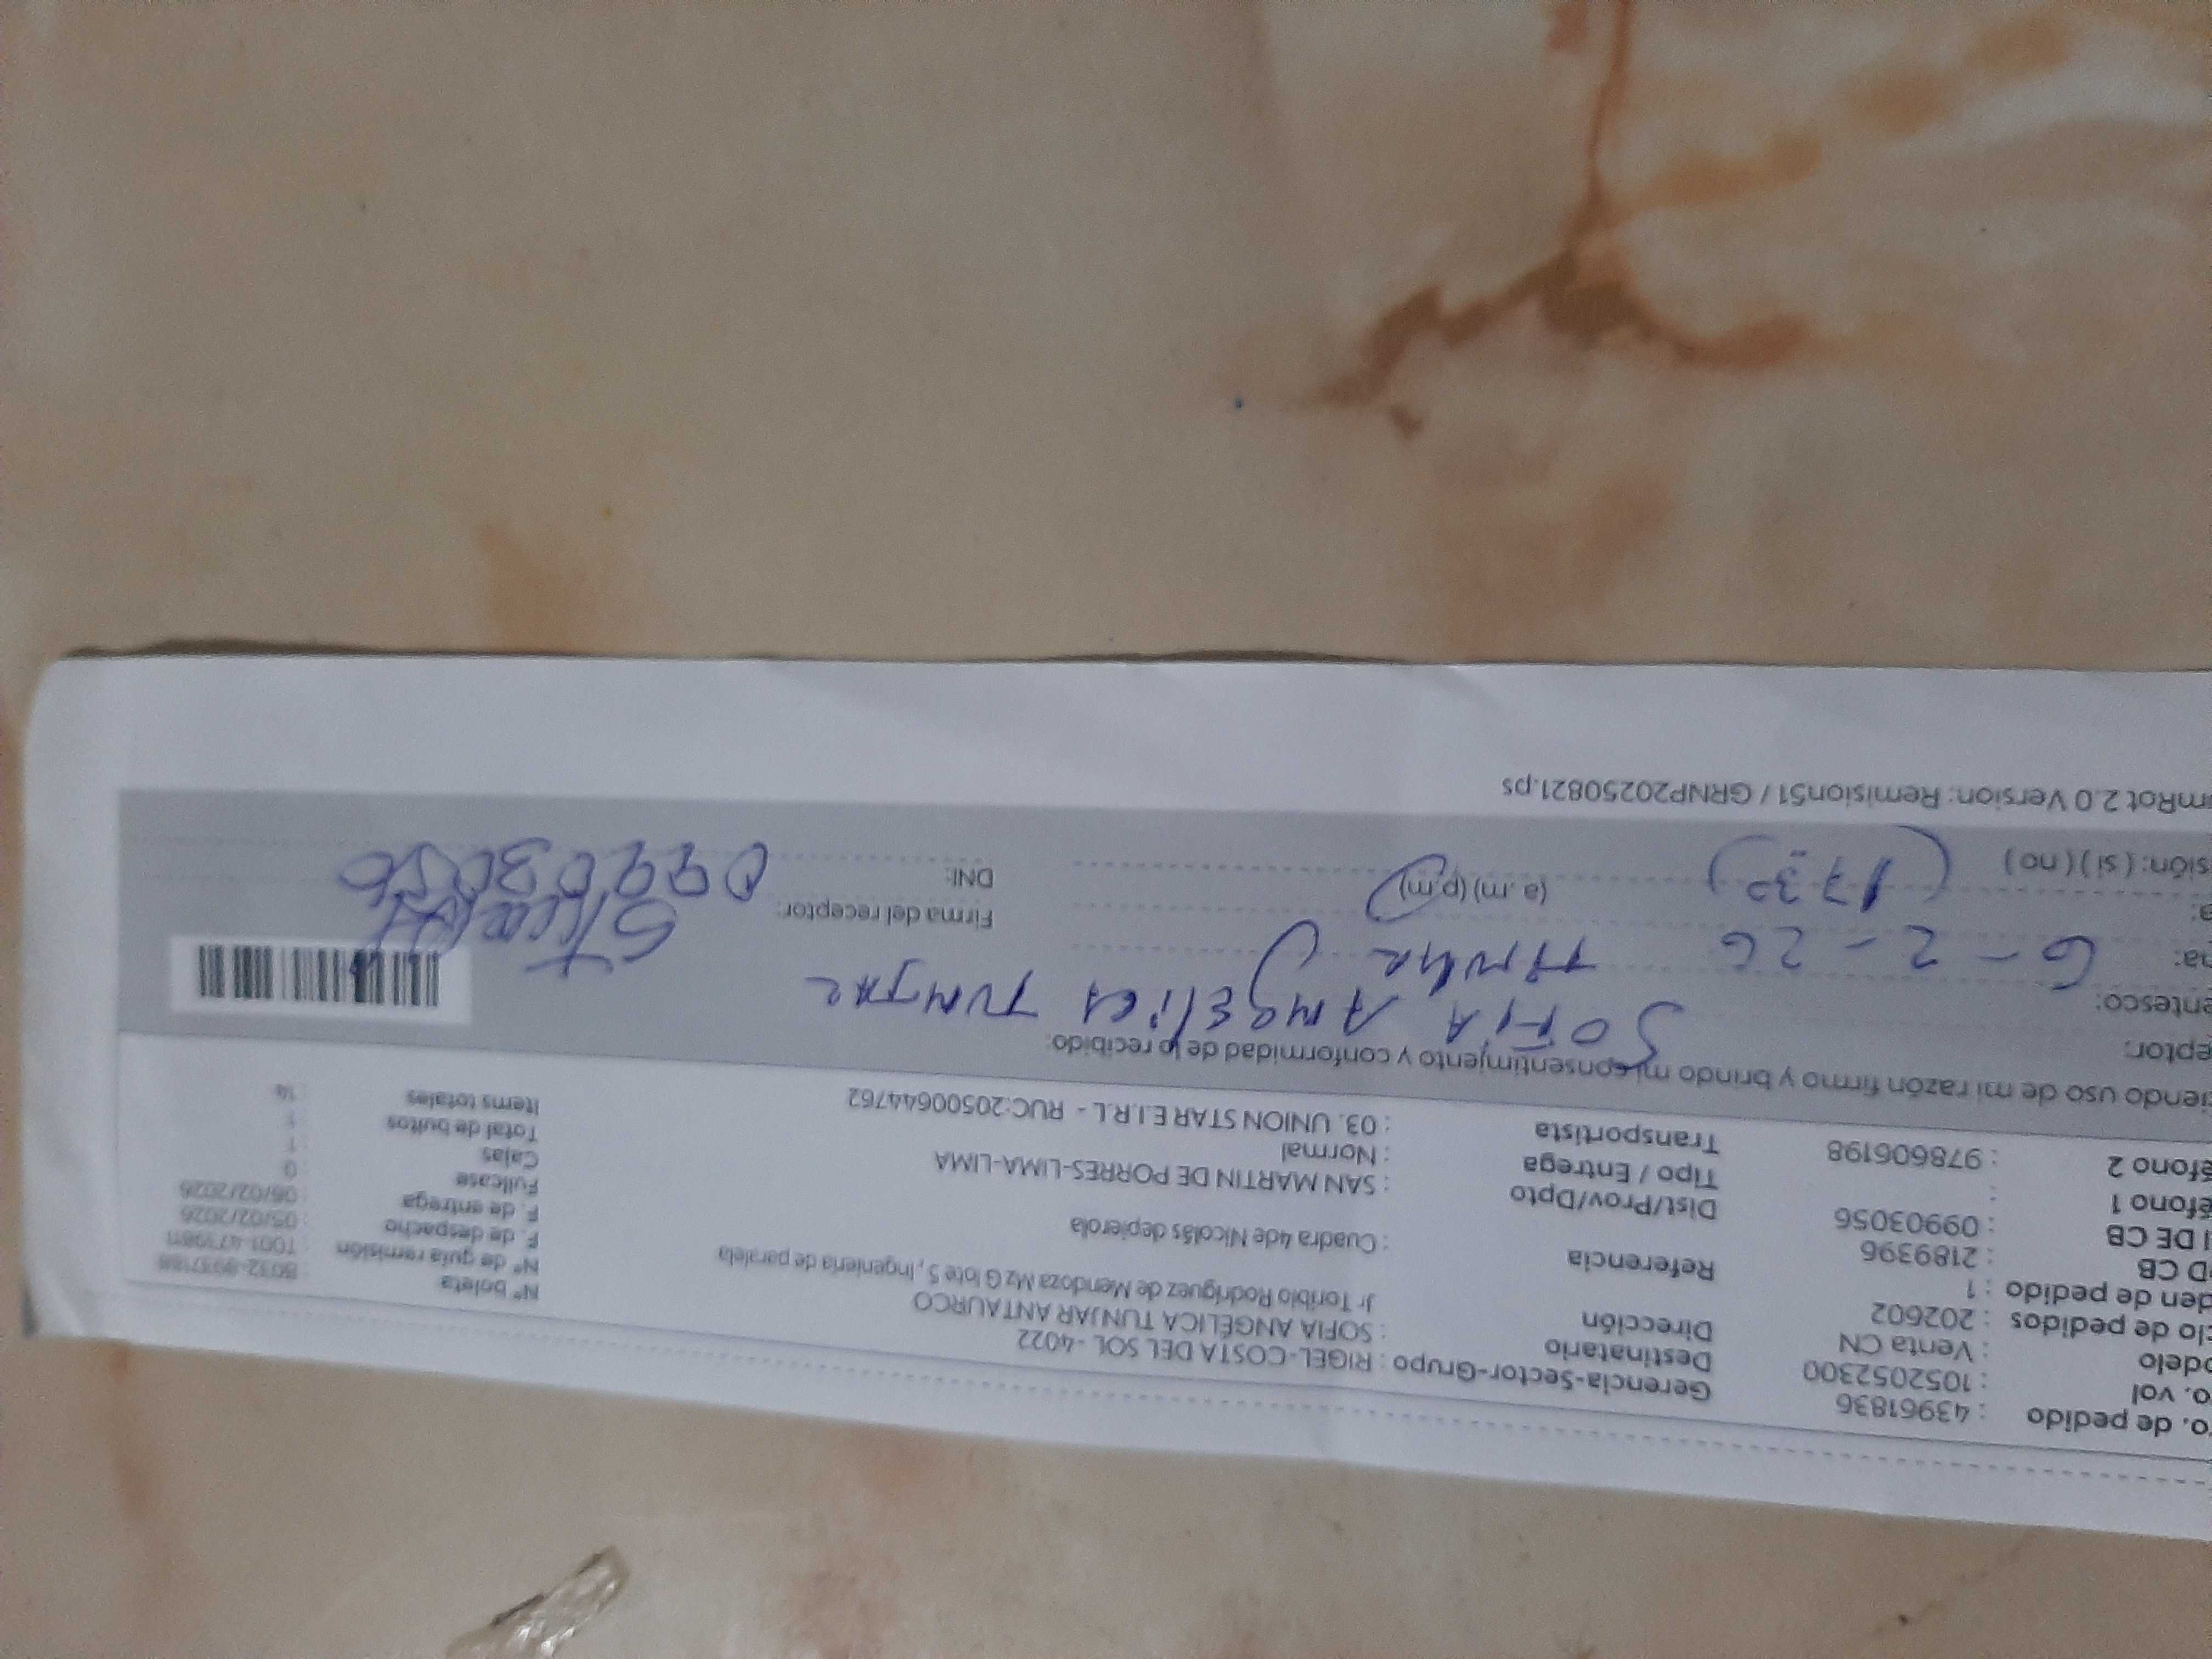 o. de pedido : 43961836 Gerencia-Sector-Grupo : RIGEL-COSTA DEL SOL - 4022
o. vol : 1052052300 Destinatario : SOFIA ANGÉLICA TUNJAR ANTAURCO
odelo : Venta CN Dirección Jr Toribio Rodríguez de Mendoza Mz G lote 5, Ingeniería de paralela
clo de pedidos : 202602 Referencia : Cuadra 4de Nicolás depierola
den de pedido : 1 Dist/Prov/Dpto : SAN MARTIN DE PORRES-LIMA-LIMA
D CB : 2189396 Tipo / Entrega : Normal
I DE CB : 09903056 Transportista : 03. UNION STAR E.I.R.L - RUC:20500644762
éfono 1 :
éfono 2 : 978606198
Nº boleta
Nº de guía remisión
F. de despacho : 05/02/2026
F. de entrega : 06/02/2026
Fullcase : 0
Cajas : 1
Total de bultos : 1
Items totales : 14
iendo uso de mi razón firmo y brindo mi consentimiento y conformidad de lo recibido:
eptor: SOFIA ANGELICA TUNJAR
entesco:
na: 6 - 2 - 26
a: (17 30) (a .m) (p.m) Firma del receptor:
sión: ( si ) ( no ) DNI: 09903056
mRot 2.0 Version: Remision51 / GRNP20250821.ps